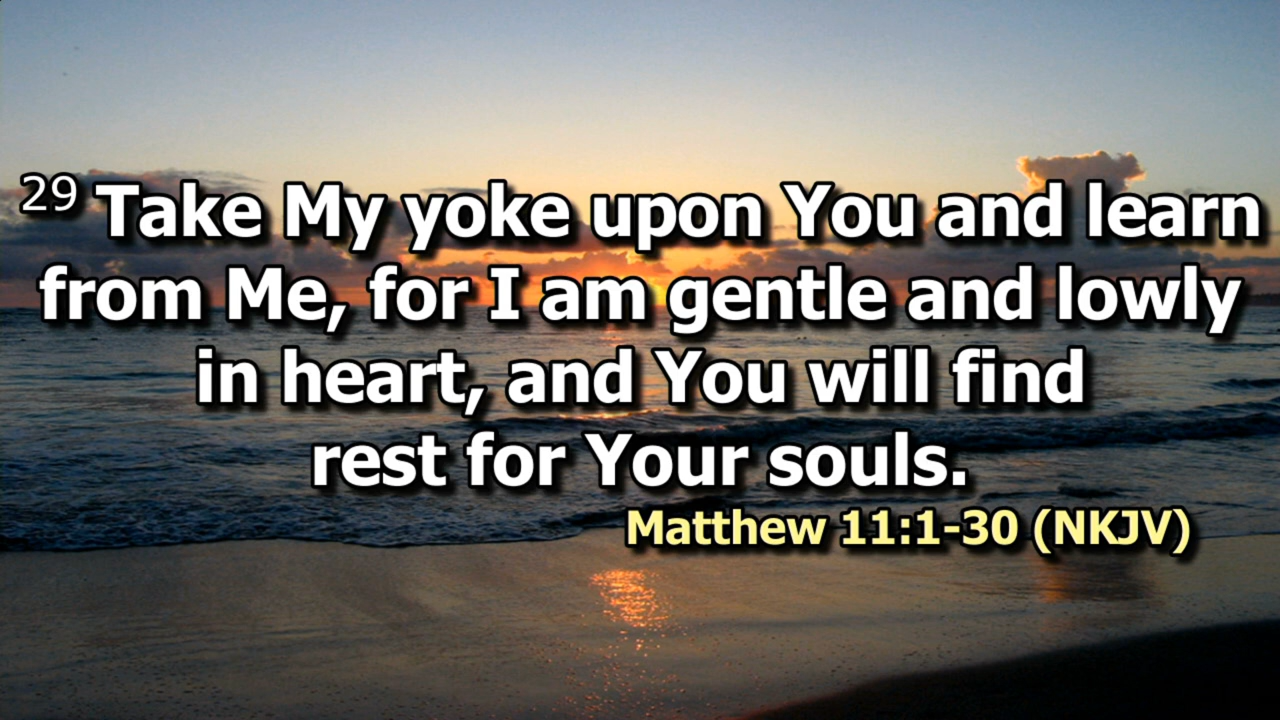 29 Take My yoke upon You and learn
from Me, for I am gentle and lowly
in heart, and You will find
rest for Your souls.
Matthew 11:1-30 (NKJV)